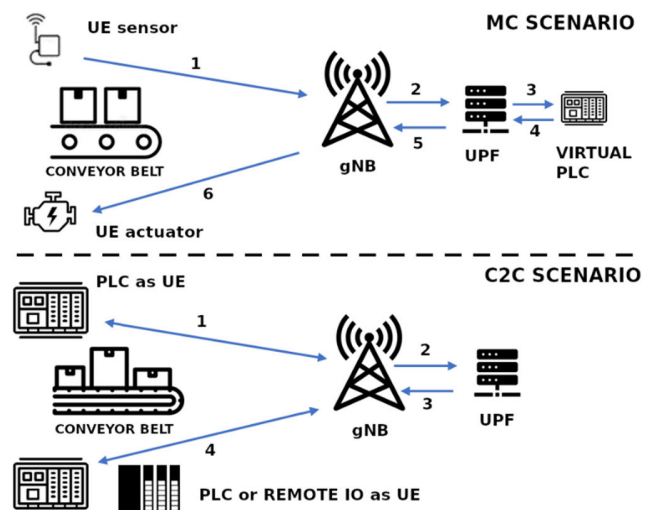 MC SCENARIO
UE sensor
1
2
3
4
5
UPF
VIRTUAL
PLC
gNB
CONVEYOR BELT
6
UE actuator
C2C SCENARIO
PLC as UE
1
2
3
UPF
gNB
CONVEYOR BELT
4
PLC or REMOTE IO as UE